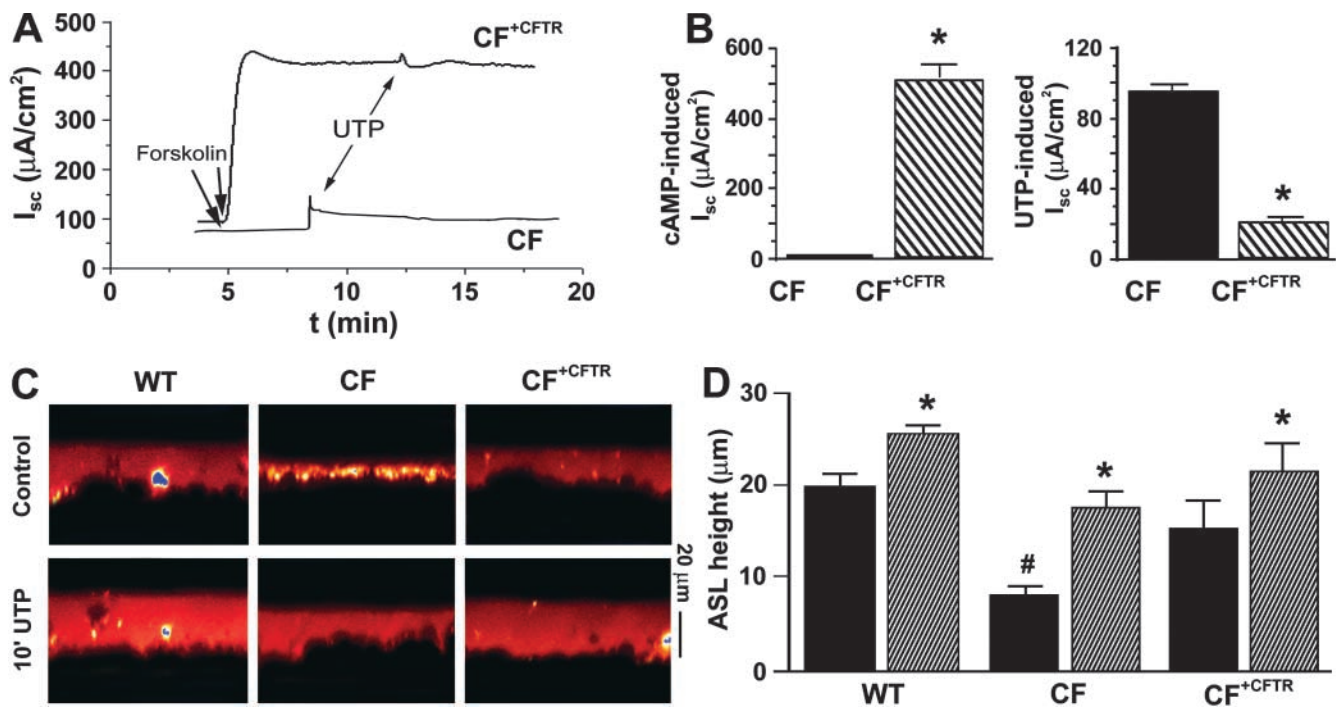 A
500
400
300
200
100
0
I_sc (μA/cm²)
0 5 10 15 20
t (min)
CF^+CFTR
UTP
Forskolin
CF
B
600
400
200
0
cAMP-induced
I_sc (μA/cm²)
*
CF CF^+CFTR
120
80
40
0
UTP-induced
I_sc (μA/cm²)
*
CF CF^+CFTR
C
WT CF CF^+CFTR
Control
10' UTP
20 μm
D
30
20
10
0
ASL height (μm)
* # * *
WT CF CF^+CFTR